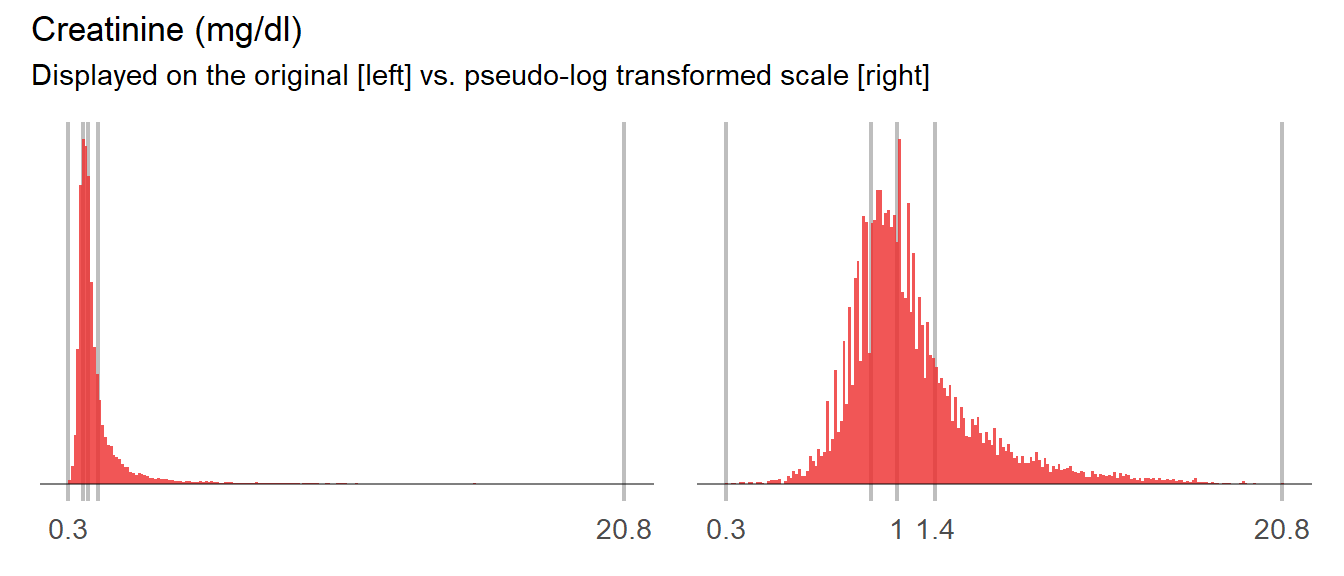 Creatinine (mg/dl)
Displayed on the original [left] vs. pseudo-log transformed scale [right]
0.3 20.8 0.3 1 1.4 20.8